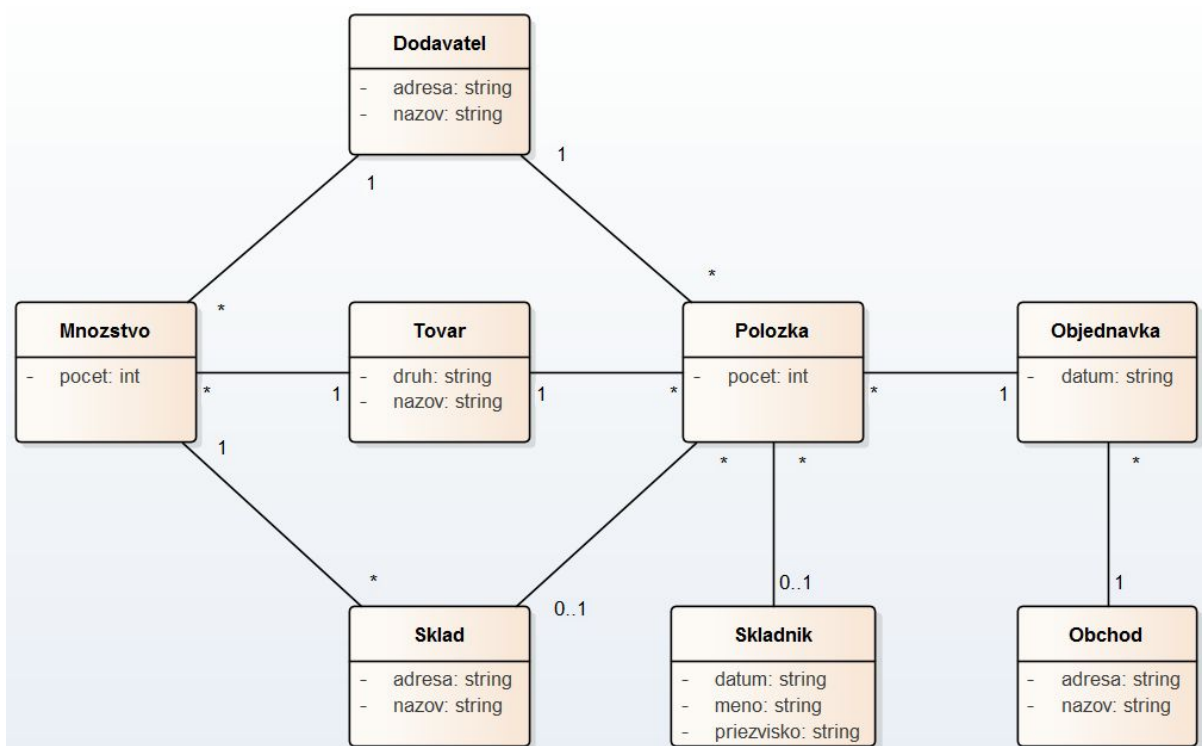 Dodavatel
- adresa: string
- nazov: string
1
1
*
*
Mnozstvo
- pocet: int
Tovar
- druh: string
- nazov: string
Polozka
- pocet: int
Objednavka
- datum: string
*
1
1
*
*
1
1
*
*
*
*
0..1
0..1
1
Sklad
- adresa: string
- nazov: string
Skladnik
- datum: string
- meno: string
- priezvisko: string
Obchod
- adresa: string
- nazov: string